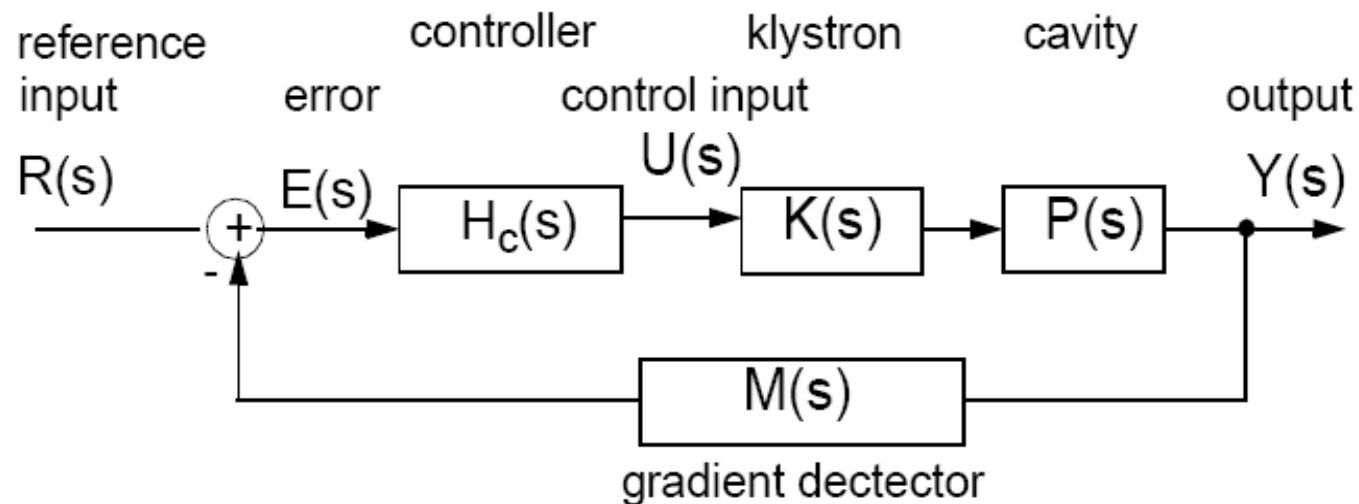 reference input
controller
klystron
cavity
error
control input
output
R(s)
E(s)
U(s)
Y(s)
+
-
H_c(s)
K(s)
P(s)
M(s)
gradient dectector